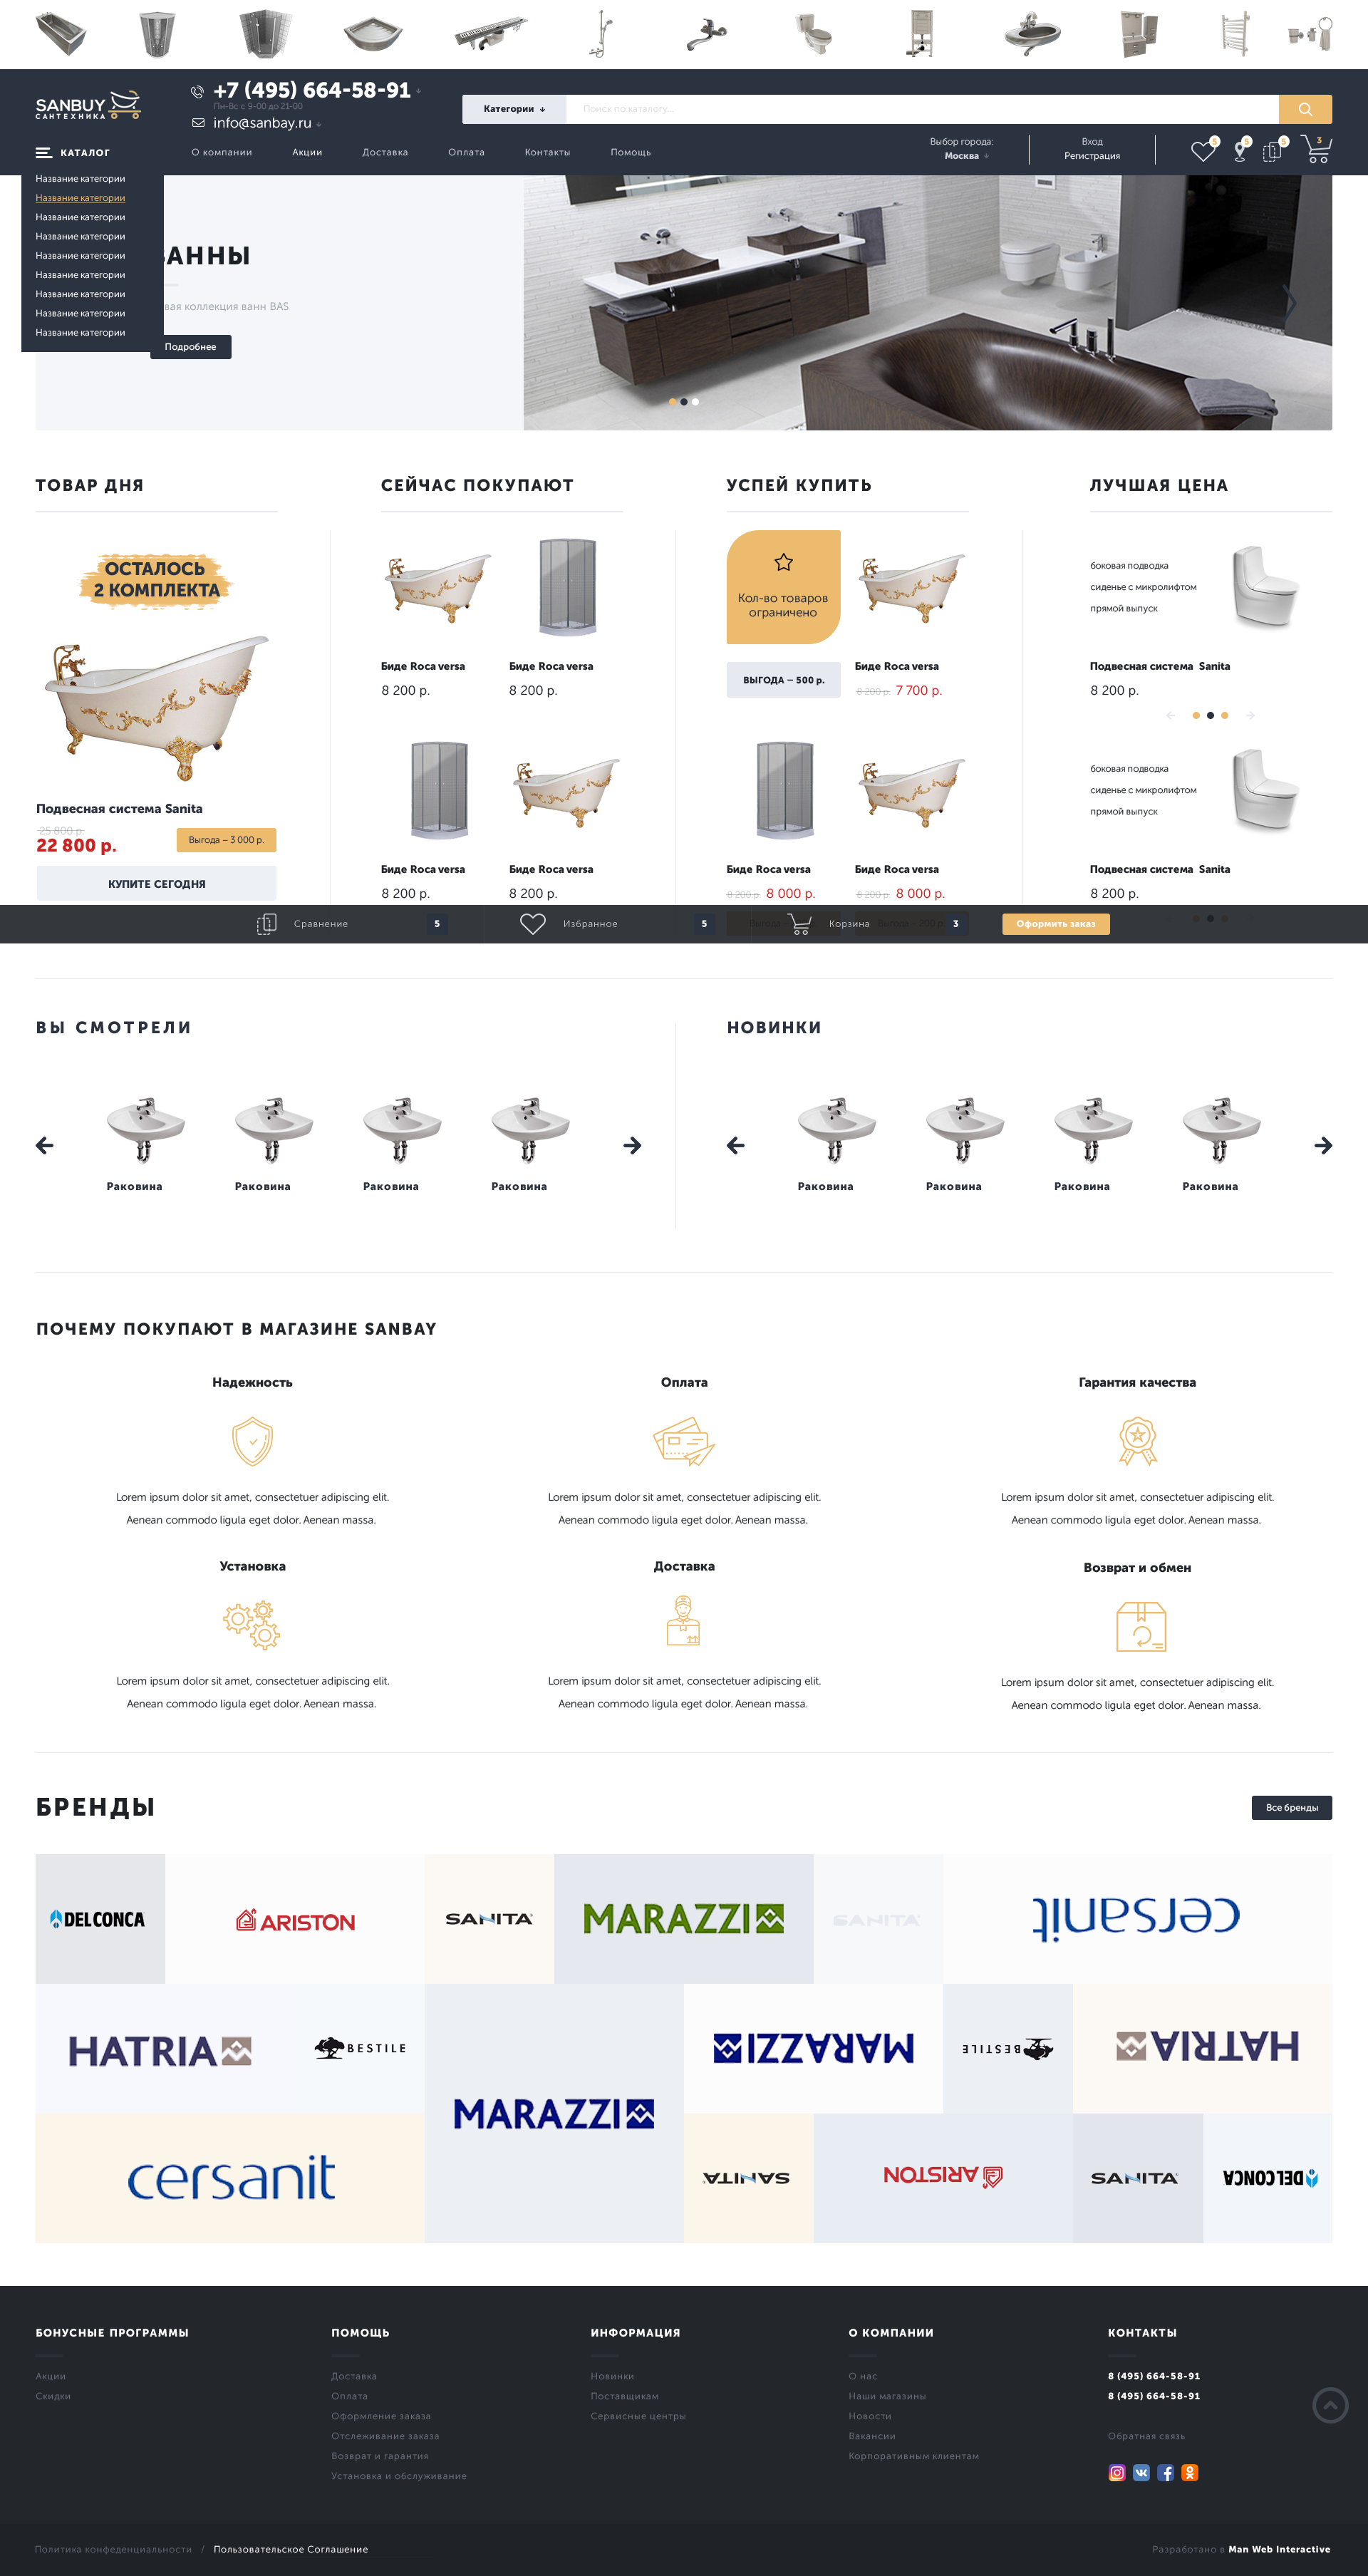 SANBUY
САНТЕХНИКА
+7 (495) 664-58-91
Пн-Вс с 9-00 до 21-00
info@sanbay.ru
Категории
Поиск по каталогу...
КАТАЛОГ
О компании
Акции
Доставка
Оплата
Контакты
Помощь
Выбор города:
Москва
Вход
Регистрация
5
5
5
3
Название категории
Название категории
Название категории
Название категории
Название категории
Название категории
Название категории
Название категории
Название категории
ВАННЫ
вая коллекция ванн BAS
Подробнее
ТОВАР ДНЯ
ОСТАЛОСЬ
2 КОМПЛЕКТА
Подвесная система Sanita
25 800 р.
22 800 р.
Выгода – 3 000 р.
КУПИТЕ СЕГОДНЯ
СЕЙЧАС ПОКУПАЮТ
Биде Roca versa
8 200 р.
Биде Roca versa
8 200 р.
Биде Roca versa
8 200 р.
Биде Roca versa
8 200 р.
УСПЕЙ КУПИТЬ
Кол-во товаров
ограничено
ВЫГОДА – 500 р.
Биде Roca versa
8 200 р. 7 700 р.
Биде Roca versa
8 200 р. 8 000 р.
Биде Roca versa
8 200 р. 8 000 р.
ЛУЧШАЯ ЦЕНА
боковая подводка
сиденье с микролифтом
прямой выпуск
Подвесная система Sanita
8 200 р.
боковая подводка
сиденье с микролифтом
прямой выпуск
Подвесная система Sanita
8 200 р.
Сравнение
5
Избранное
5
Корзина
3
Оформить заказ
ВЫ СМОТРЕЛИ
Раковина
Раковина
Раковина
Раковина
НОВИНКИ
Раковина
Раковина
Раковина
Раковина
ПОЧЕМУ ПОКУПАЮТ В МАГАЗИНЕ SANBAY
Надежность
Lorem ipsum dolor sit amet, consectetuer adipiscing elit.
Aenean commodo ligula eget dolor. Aenean massa.
Оплата
Lorem ipsum dolor sit amet, consectetuer adipiscing elit.
Aenean commodo ligula eget dolor. Aenean massa.
Гарантия качества
Lorem ipsum dolor sit amet, consectetuer adipiscing elit.
Aenean commodo ligula eget dolor. Aenean massa.
Установка
Lorem ipsum dolor sit amet, consectetuer adipiscing elit.
Aenean commodo ligula eget dolor. Aenean massa.
Доставка
Lorem ipsum dolor sit amet, consectetuer adipiscing elit.
Aenean commodo ligula eget dolor. Aenean massa.
Возврат и обмен
Lorem ipsum dolor sit amet, consectetuer adipiscing elit.
Aenean commodo ligula eget dolor. Aenean massa.
БРЕНДЫ
Все бренды
DEL CONCA
ARISTON
SANITA
MARAZZI
SANITA
cersanit
HATRIA
BESTILE
MARAZZI
MARAZZI
BESTILE
HATRIA
cersanit
SANITA
ARISTON
SANITA
DEL CONCA
БОНУСНЫЕ ПРОГРАММЫ
Акции
Скидки
ПОМОЩЬ
Доставка
Оплата
Оформление заказа
Отслеживание заказа
Возврат и гарантия
Установка и обслуживание
ИНФОРМАЦИЯ
Новинки
Поставщикам
Сервисные центры
О КОМПАНИИ
О нас
Наши магазины
Новости
Вакансии
Корпоративным клиентам
КОНТАКТЫ
8 (495) 664-58-91
8 (495) 664-58-91
Обратная связь
Политика конфеденциальности / Пользовательское Соглашение
Разработано в Man Web Interactive